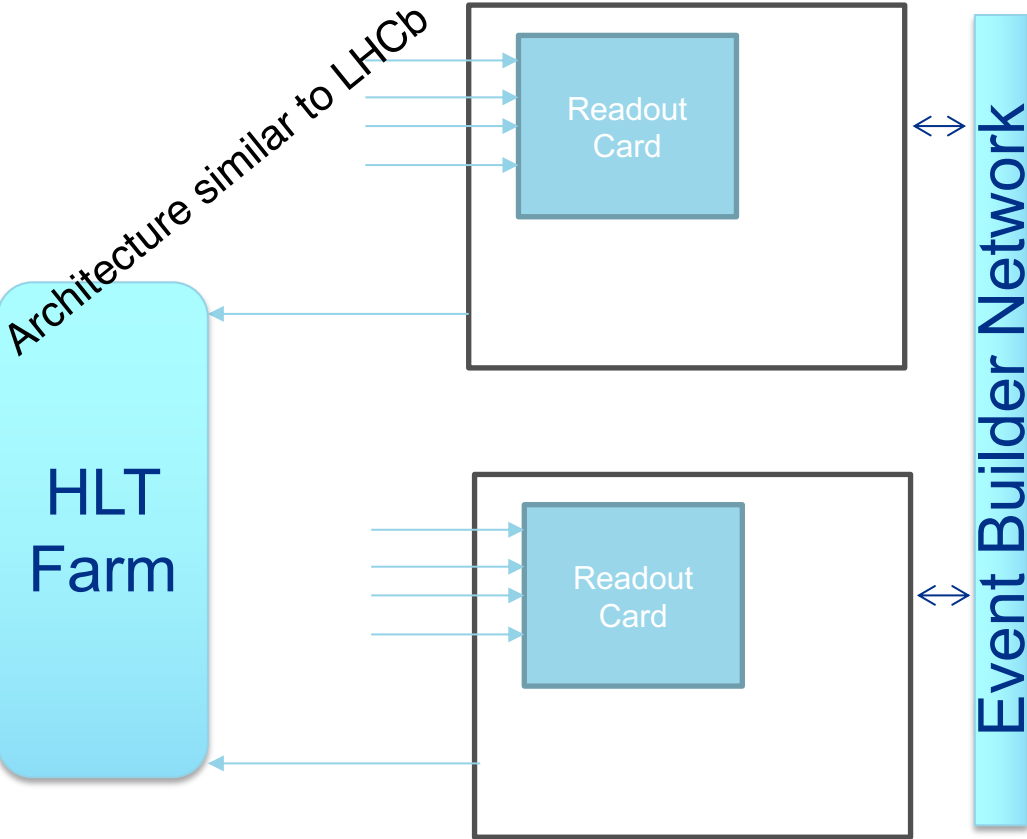 Architecture similar to LHCb
Readout
Card
Event Builder Network
HLT
Farm
Readout
Card